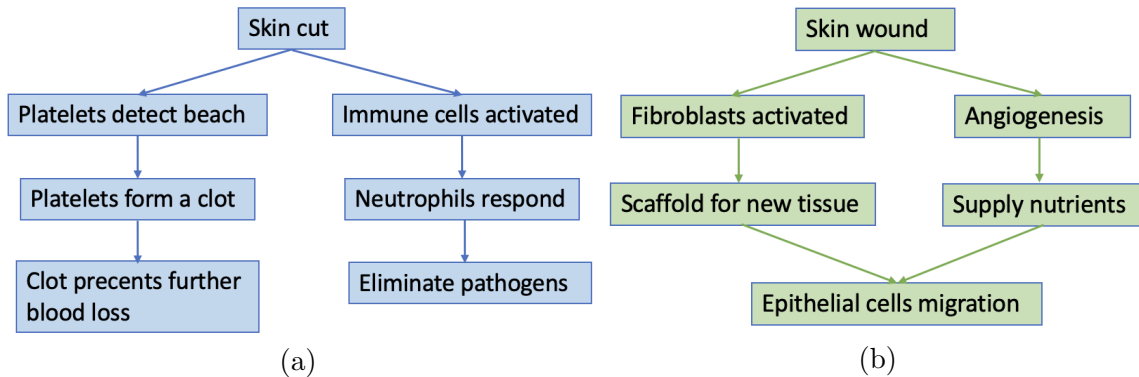 Skin cut
Platelets detect beach
Immune cells activated
Platelets form a clot
Neutrophils respond
Clot precents further
blood loss
Eliminate pathogens
(a)
Skin wound
Fibroblasts activated
Angiogenesis
Scaffold for new tissue
Supply nutrients
Epithelial cells migration
(b)